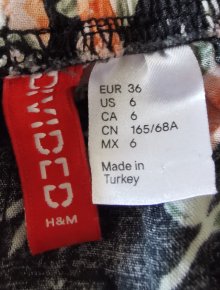 DIVIDED
H&M
EUR 36
US 6
CA 6
CN 165/68A
MX 6
Made in
Turkey